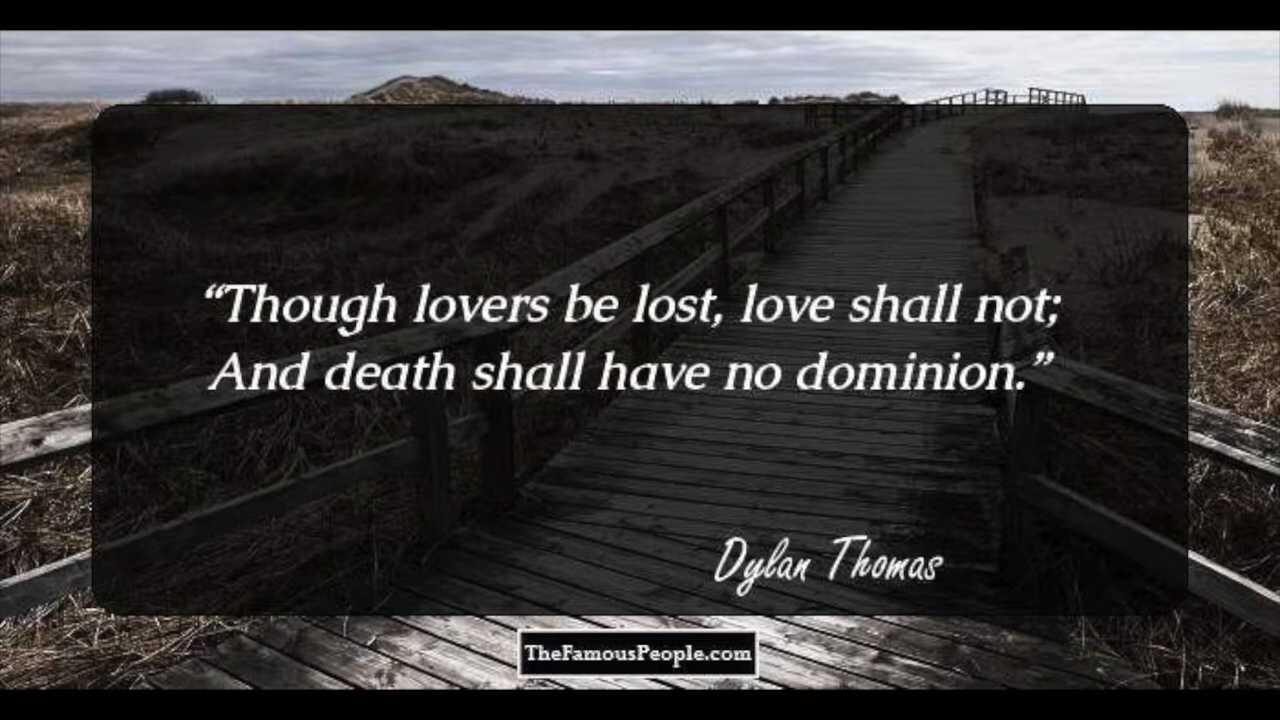 “Though lovers be lost, love shall not;
And death shall have no dominion.”
Dylan Thomas
TheFamousPeople.com